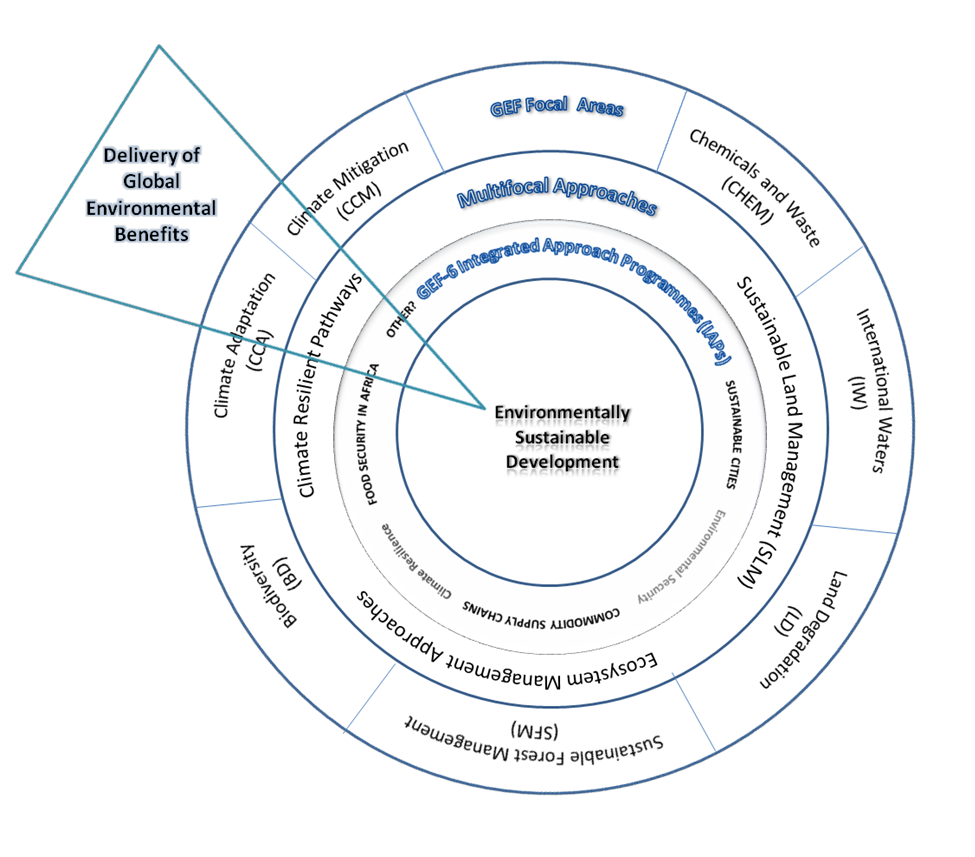 Delivery of
Global
Environmental
Benefits
GEF Focal Areas
Chemicals and Waste
(CHEM)
International Waters
(IW)
Land Degradation
(LD)
Sustainable Forest Management
(SFM)
Biodiversity
(BD)
Climate Adaptation
(CCA)
Climate Mitigation
(CCM)
Multifocal Approaches
Sustainable Land Management (SLM)
Ecosystem Management Approaches
Climate Resilient Pathways
GEF-6 Integrated Approach Programmes (IAPs)
SUSTAINABLE CITIES
Environmental Security
COMMODITY SUPPLY CHAINS
Climate Resilience
FOOD SECURITY IN AFRICA
OTHER?
Environmentally
Sustainable
Development